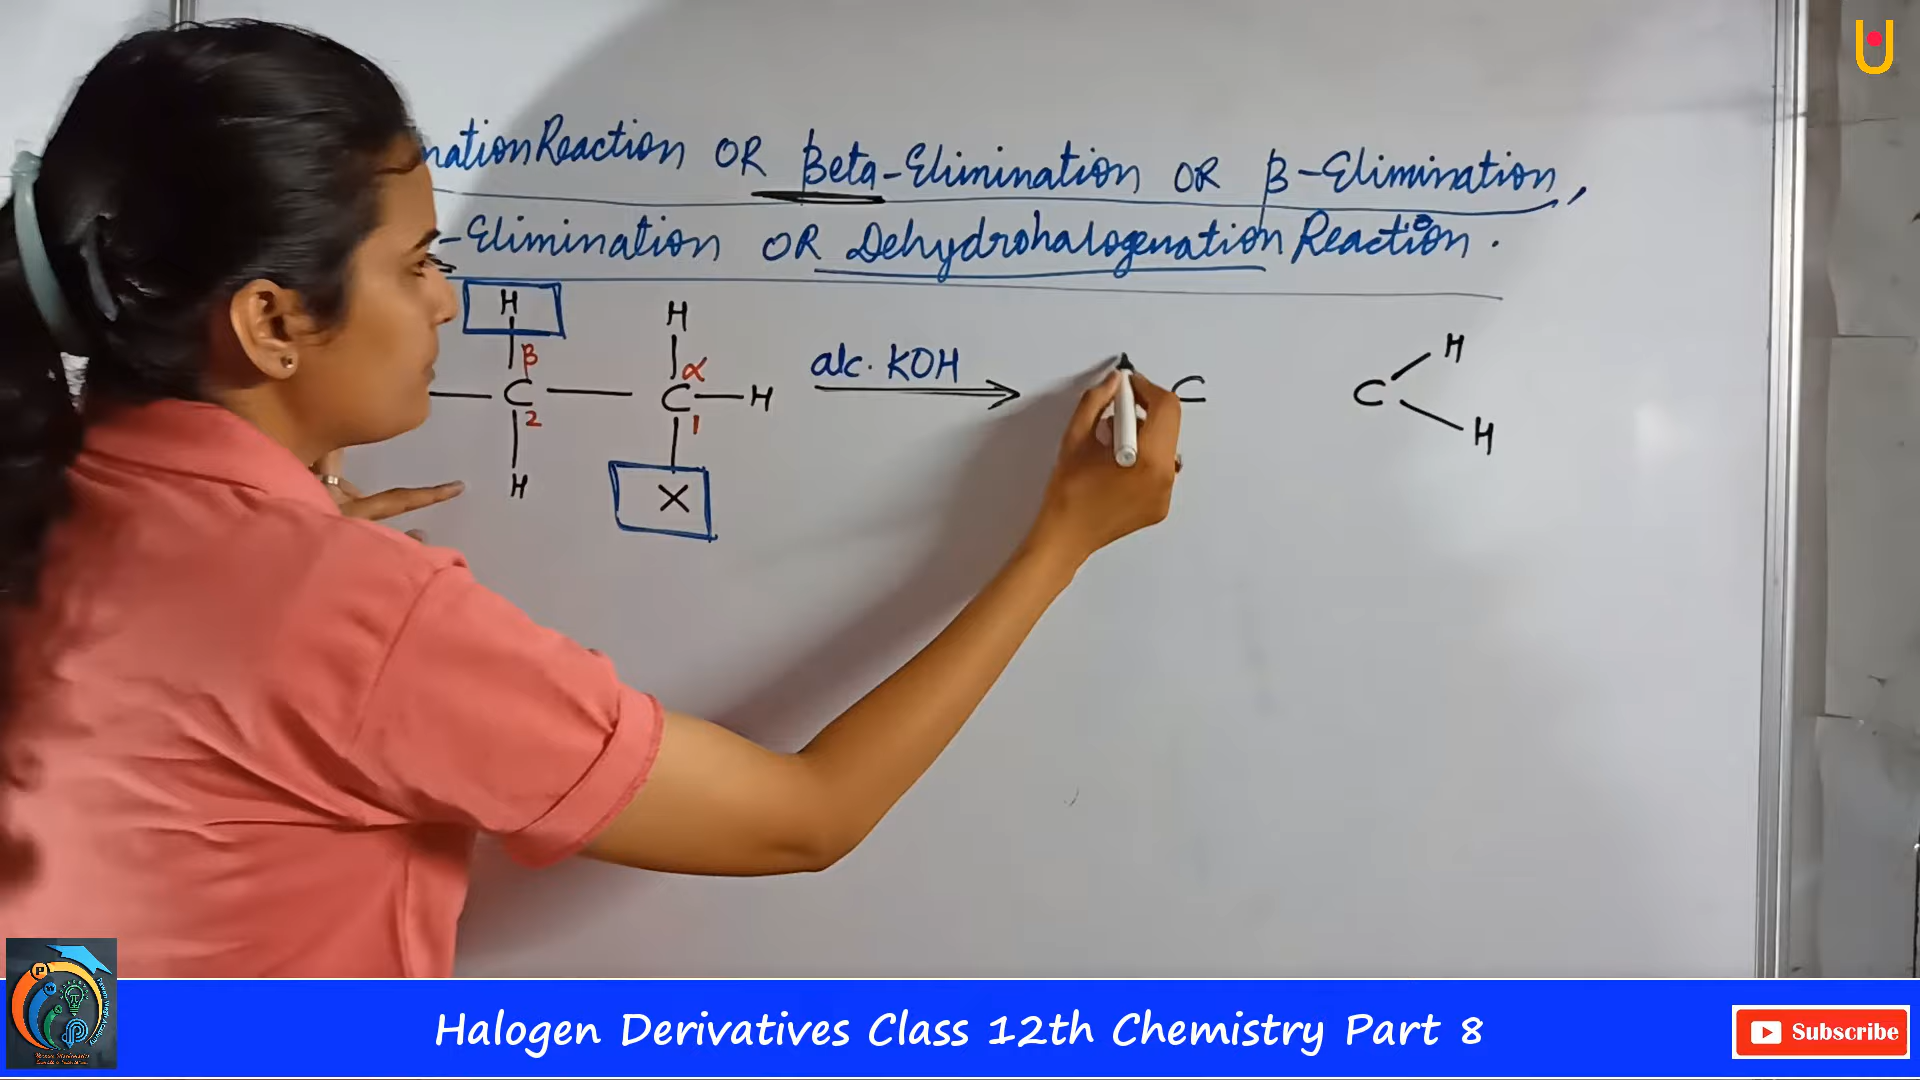 nation Reaction OR Beta-Elimination OR β-Elimination,
-Elimination OR Dehydrohalogenation Reaction.
H H
β α
C C H alc. KOH C C H H
2 1
H X
Halogen Derivatives Class 12th Chemistry Part 8
Subscribe